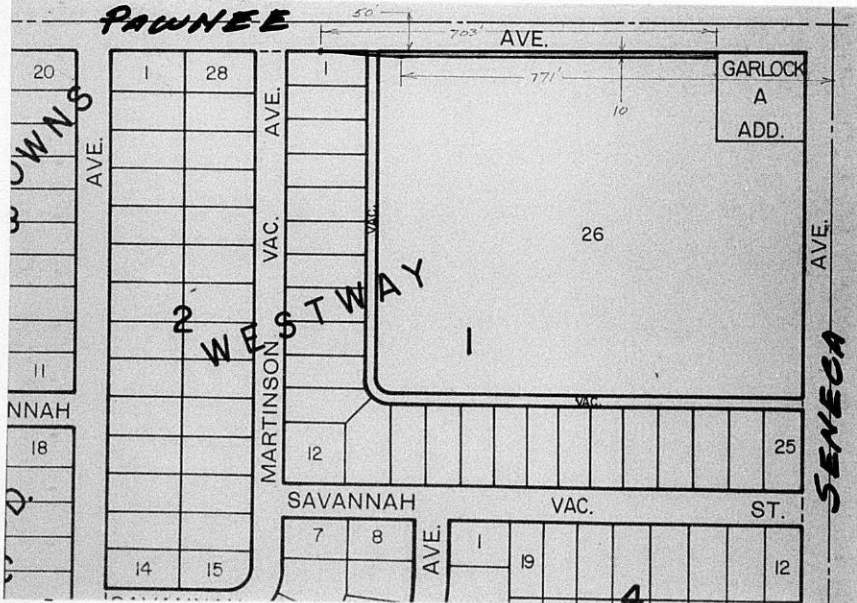 PAWNEE AVE.
50'
703'
771'
10
20
1
28
1
GARLOCK
A
ADD.
AVE.
AVE.
VAC.
MARTINSON
VAC.
26
AVE.
SENECA
2
WESTWAY
1
11
NNAH
18
12
VAC.
25
SAVANNAH VAC. ST.
14
15
7
8
AVE.
1
19
12
4
OWNS
D.